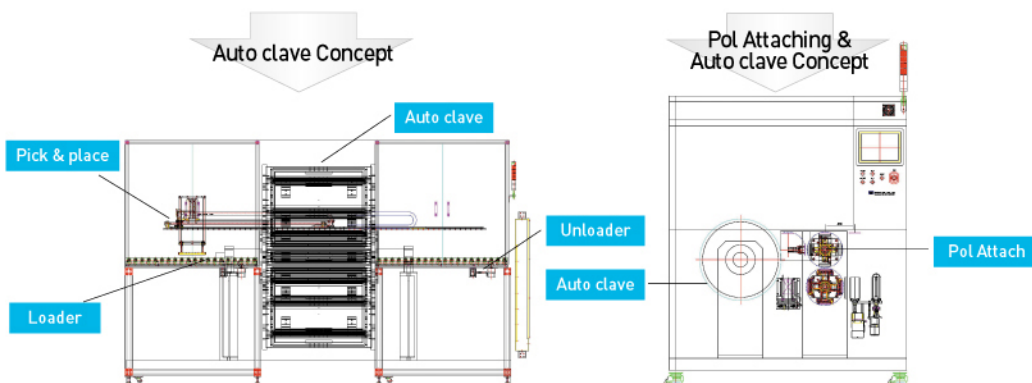 Auto clave Concept
Pol Attaching &
Auto clave Concept
Auto clave
Pick & place
Unloader
Loader
Pol Attach
Auto clave